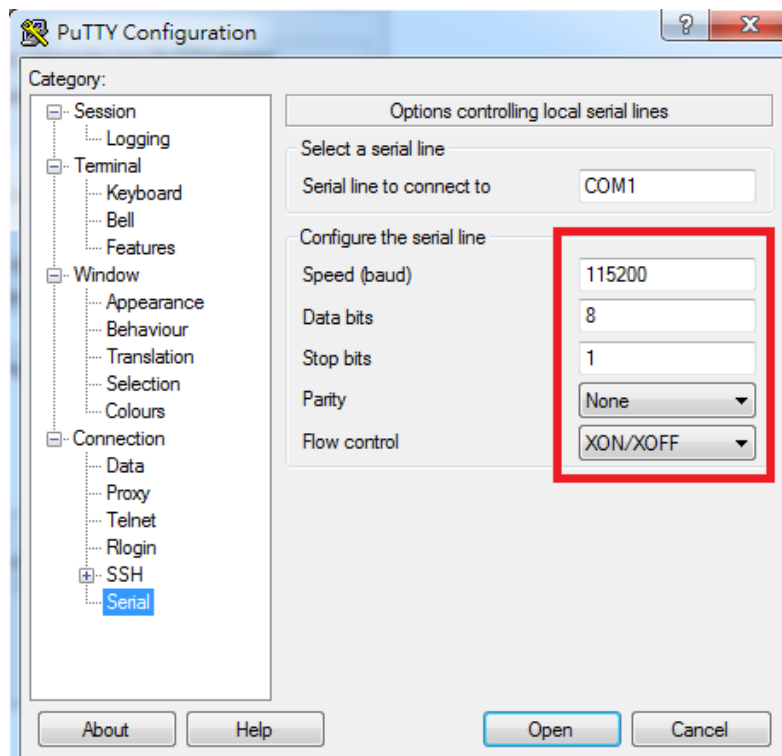 PuTTY Configuration
Category:
Session
Logging
Terminal
Keyboard
Bell
Features
Window
Appearance
Behaviour
Translation
Selection
Colours
Connection
Data
Proxy
Telnet
Rlogin
SSH
Serial
Options controlling local serial lines
Select a serial line
Serial line to connect to COM1
Configure the serial line
Speed (baud) 115200
Data bits 8
Stop bits 1
Parity None
Flow control XON/XOFF
About Help Open Cancel